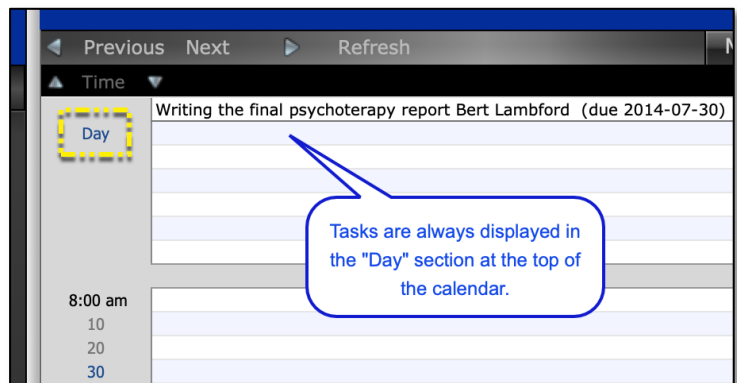 Previous Next Refresh
Time
Writing the final psychoterapy report Bert Lambford (due 2014-07-30)
Day
Tasks are always displayed in
the "Day" section at the top of
the calendar.
8:00 am
10
20
30